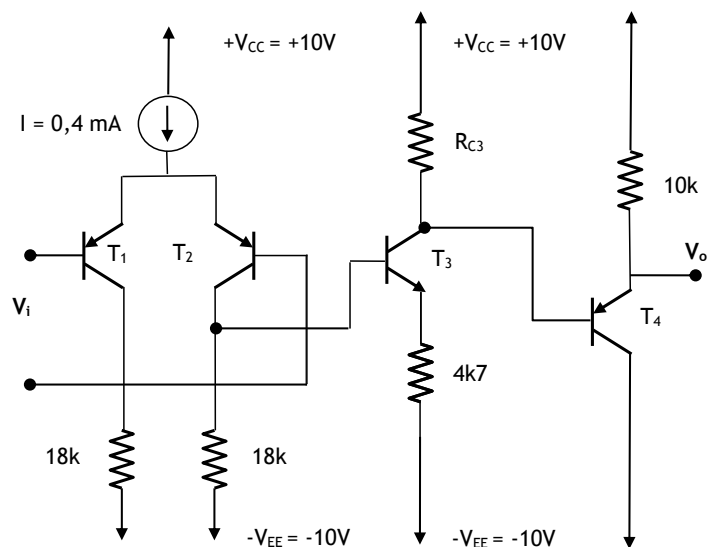 +VCC = +10V
+VCC = +10V
I = 0,4 mA
RC3
10k
T1
T2
T3
Vo
Vi
T4
4k7
18k
18k
-VEE = -10V
-VEE = -10V